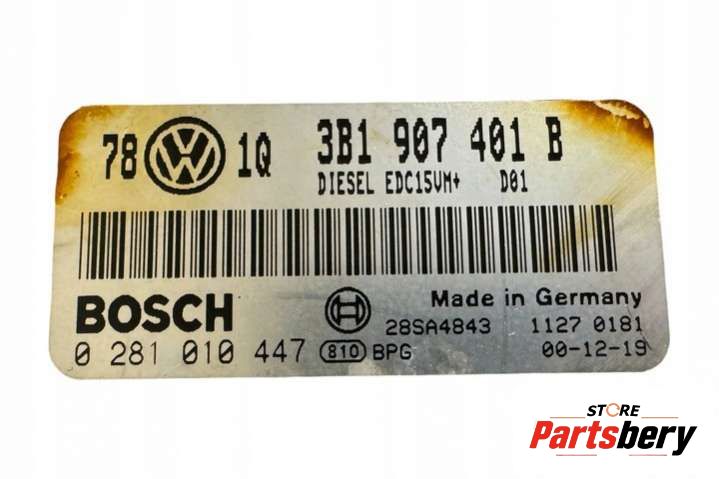 78 VW 1Q 3B1 907 401 B
DIESEL EDC15VM+ D01
BOSCH
Made in Germany
28SA4843 1127 0181
0 281 010 447 810 BPG 00-12-19
STORE
Partsbery